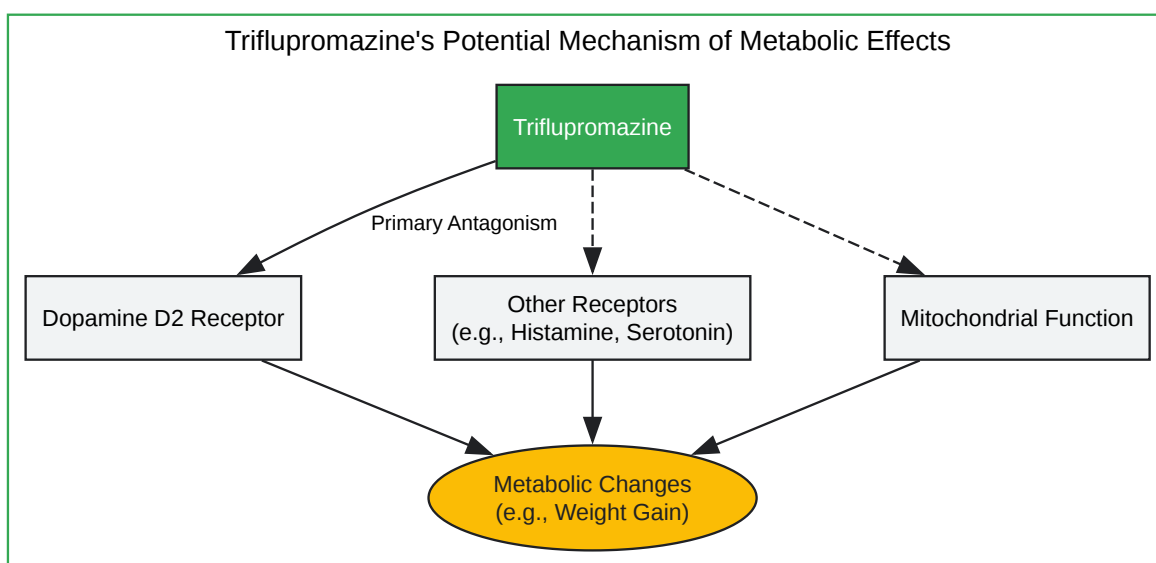 Triflupromazine's Potential Mechanism of Metabolic Effects
Triflupromazine
Primary Antagonism
Dopamine D2 Receptor
Other Receptors
(e.g., Histamine, Serotonin)
Mitochondrial Function
Metabolic Changes
(e.g., Weight Gain)